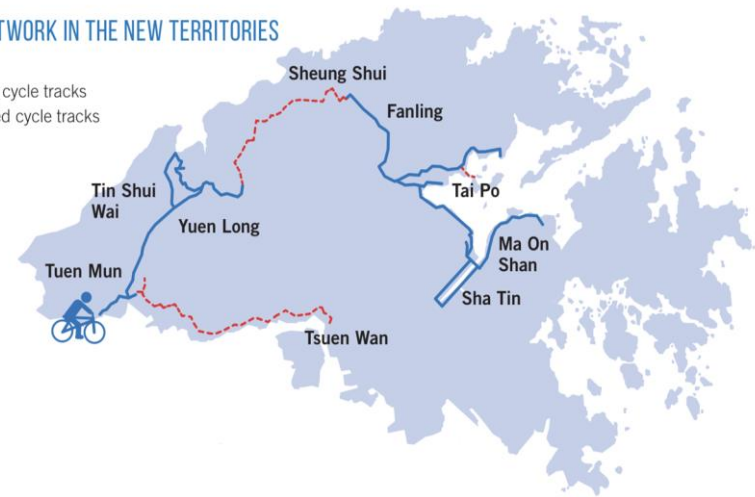 TWORK IN THE NEW TERRITORIES
cycle tracks
ed cycle tracks
Sheung Shui
Fanling
Tin Shui
Wai
Tai Po
Yuen Long
Ma On
Shan
Tuen Mun
Sha Tin
Tsuen Wan